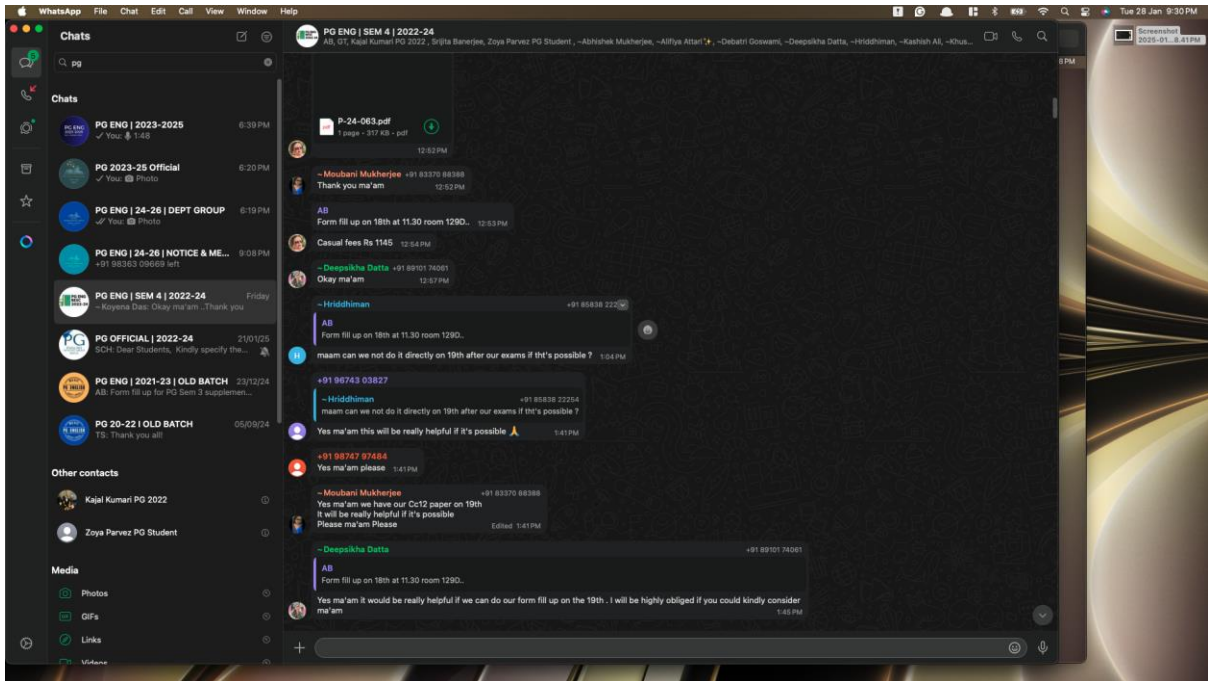 WhatsApp File Chat Edit Call View Window Help
Tue 28 Jan 9:30 PM
Screenshot
2025-01...8.41 PM
Chats
pg
Chats
PG ENG | 2023-2025 6:39 PM
You: 1:48
PG 2023-25 Official 6:20 PM
You: Photo
PG ENG | 24-26 | DEPT GROUP 6:19 PM
You: Photo
PG ENG | 24-26 | NOTICE & ME... 9:08 PM
+91 98363 09669 left
PG ENG | SEM 4 | 2022-24 Friday
~ Koyena Das: Okay ma'am ..Thank you
PG OFFICIAL | 2022-24 21/01/25
SCH: Dear Students, Kindly specify the...
PG ENG | 2021-23 | OLD BATCH 23/12/24
AB: Form fill up for PG Sem 3 supplemen...
PG 20-22 I OLD BATCH 05/09/24
TS: Thank you all!
Other contacts
Kajal Kumari PG 2022
Zoya Parvez PG Student
Media
Photos
GIFs
Links
Videos
PG ENG | SEM 4 | 2022-24
AB, GT, Kajal Kumari PG 2022 , Srijita Banerjee, Zoya Parvez PG Student , ~Abhishek Mukherjee, ~Alifiya Attari✨, ~Debatri Goswami, ~Deepsikha Datta, ~Hriddhiman, ~Kashish Ali, ~Khus...
P-24-063.pdf
1 page • 317 KB • pdf
12:52 PM
~ Moubani Mukherjee +91 83370 88388
Thank you ma'am 12:52 PM
AB
Form fill up on 18th at 11.30 room 129D.. 12:53 PM
Casual fees Rs 1145 12:54 PM
~ Deepsikha Datta +91 89101 74061
Okay ma'am 12:57 PM
~ Hriddhiman +91 85838 222
AB
Form fill up on 18th at 11.30 room 129D..
maam can we not do it directly on 19th after our exams if tht's possible ? 1:04 PM
+91 96743 03827
~ Hriddhiman +91 85838 22254
maam can we not do it directly on 19th after our exams if tht's possible ?
Yes ma'am this will be really helpful if it's possible 🙏 1:41 PM
+91 98747 97484
Yes ma'am please 1:41 PM
~ Moubani Mukherjee +91 83370 88388
Yes ma'am we have our Cc12 paper on 19th
It will be really helpful if it's possible
Please ma'am Please Edited 1:41 PM
~ Deepsikha Datta +91 89101 74061
AB
Form fill up on 18th at 11.30 room 129D..
Yes ma'am it would be really helpful if we can do our form fill up on the 19th . I will be highly obliged if you could kindly consider
ma'am 1:45 PM